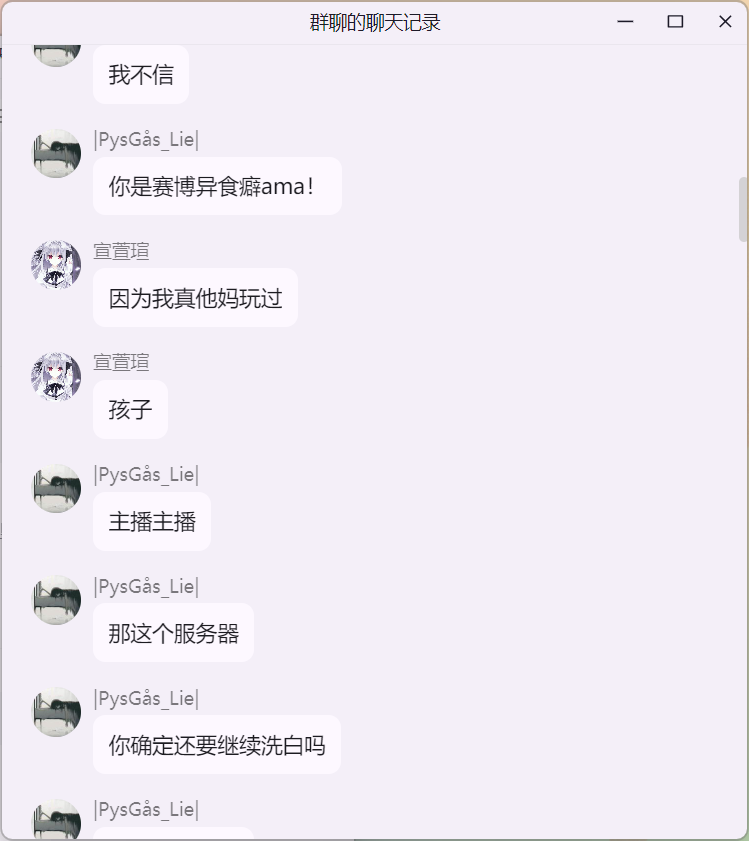 群聊的聊天记录
我不信
|PysGås_Lie|
你是赛博异食癖ama！
宣萱瑄
因为我真他妈玩过
宣萱瑄
孩子
|PysGås_Lie|
主播主播
|PysGås_Lie|
那这个服务器
|PysGås_Lie|
你确定还要继续洗白吗
|PysGås_Lie|